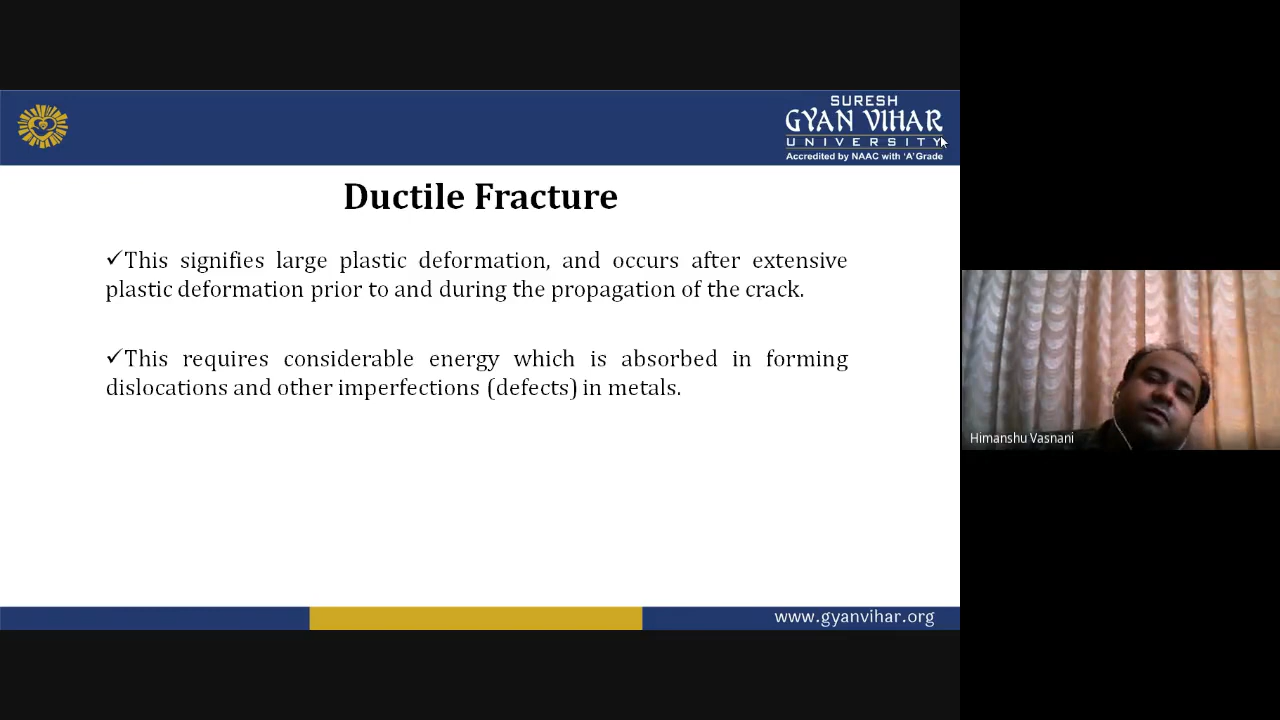 SURESH
GYAN VIHAR
UNIVERSITY
Accredited by NAAC with 'A' Grade
Ductile Fracture
✓This signifies large plastic deformation, and occurs after extensive
plastic deformation prior to and during the propagation of the crack.
✓This requires considerable energy which is absorbed in forming
dislocations and other imperfections (defects) in metals.
Himanshu Vasnani
www.gyanvihar.org